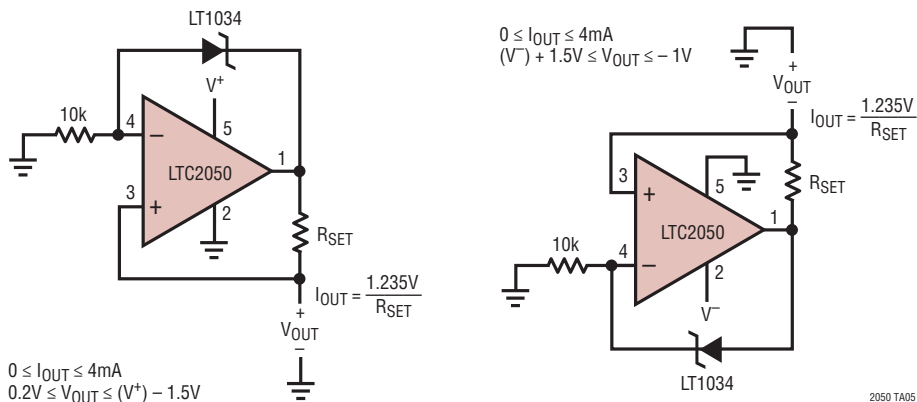 LT1034
V+
10k
4
−
5
1
LTC2050
3
+
2
RSET
IOUT = 1.235V
RSET
+
VOUT
−
0 ≤ IOUT ≤ 4mA
0.2V ≤ VOUT ≤ (V+) − 1.5V
0 ≤ IOUT ≤ 4mA
(V−) + 1.5V ≤ VOUT ≤ – 1V
+
VOUT
−
IOUT = 1.235V
RSET
3
+
5
RSET
1
LTC2050
10k
4
−
2
V−
LT1034
2050 TA05